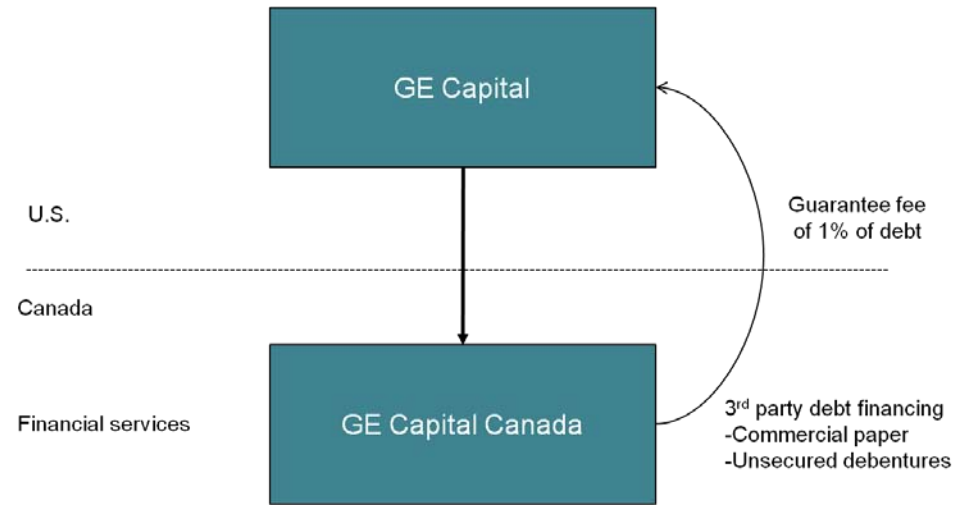 GE Capital
U.S.
Guarantee fee
of 1% of debt
Canada
Financial services
GE Capital Canada
3rd party debt financing
-Commercial paper
-Unsecured debentures